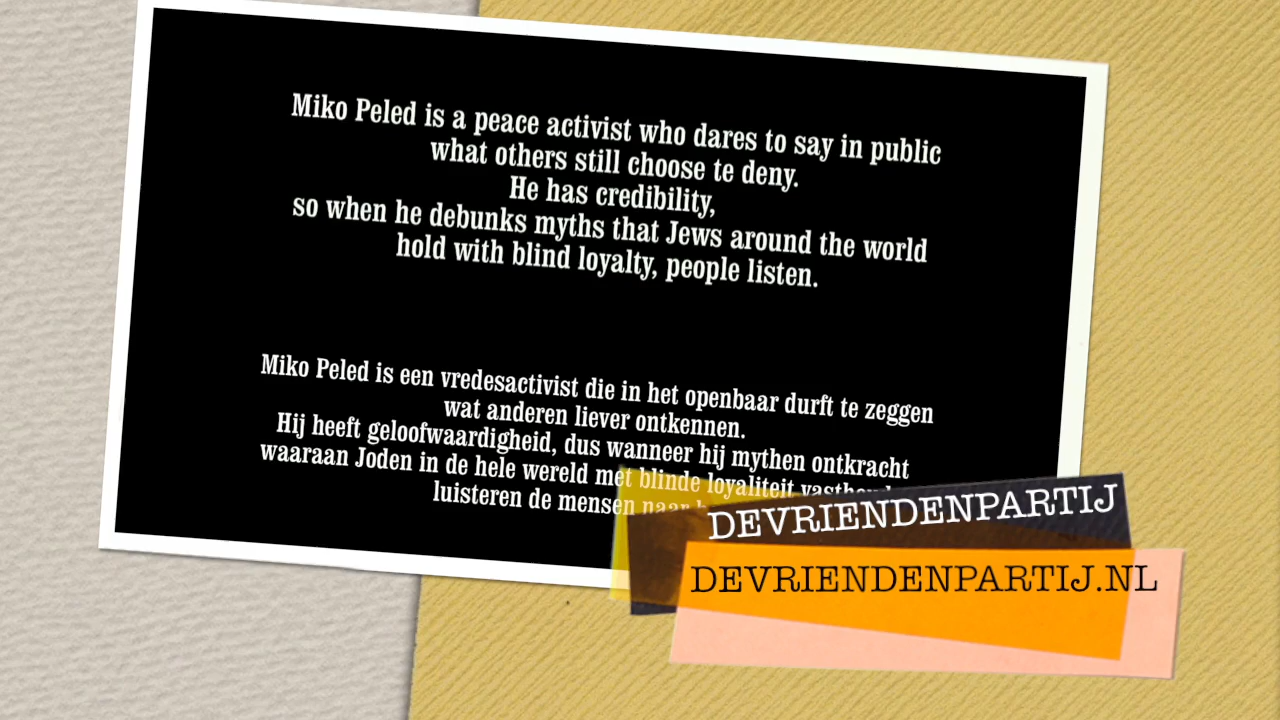 Miko Peled is a peace activist who dares to say in public
what others still choose te deny.
He has credibility,
so when he debunks myths that Jews around the world
hold with blind loyalty, people listen.
Miko Peled is een vredesactivist die in het openbaar durft te zeggen
wat anderen liever ontkennen.
Hij heeft geloofwaardigheid, dus wanneer hij mythen ontkracht
waaraan Joden in de hele wereld met blinde loyaliteit
luisteren de mensen naar
DEVRIENDENPARTIJ
DEVRIENDENPARTIJ.NL